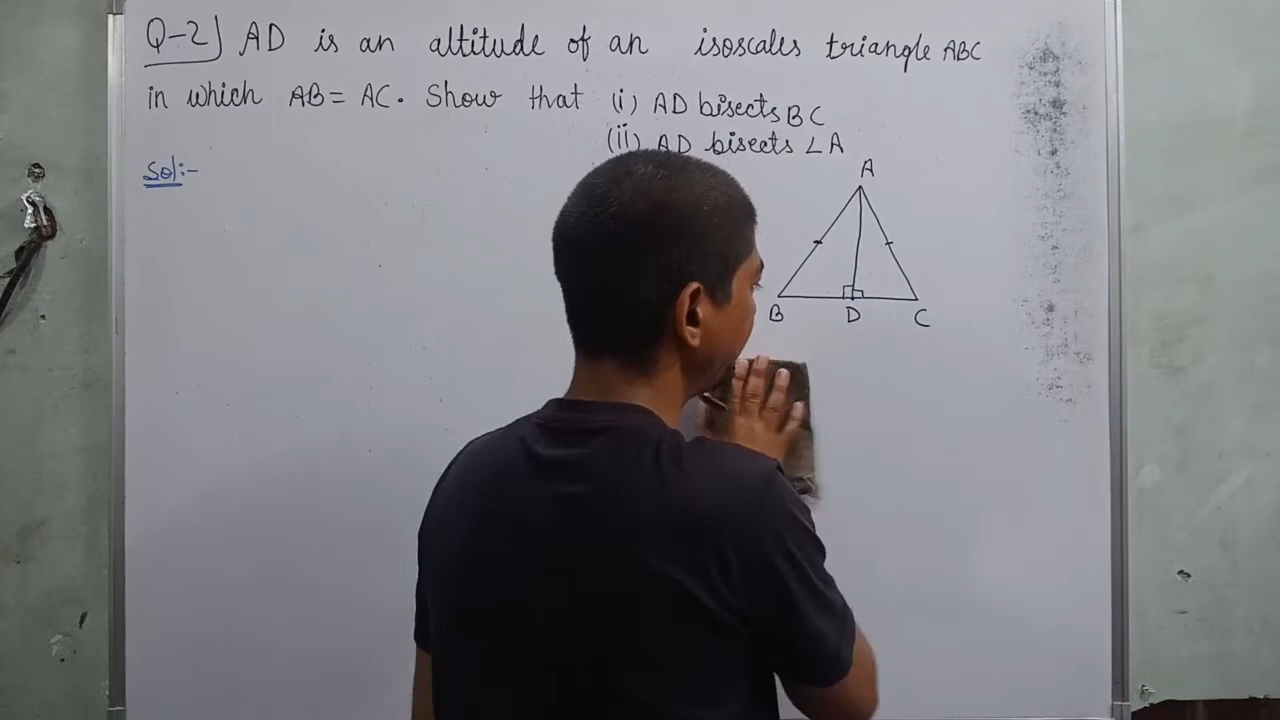 Q-2) AD is an altitude of an isoscales triangle ABC
in which AB = AC. Show that (i) AD bisects BC
(ii) AD bisects ∠A
Sol:-
A
B D C